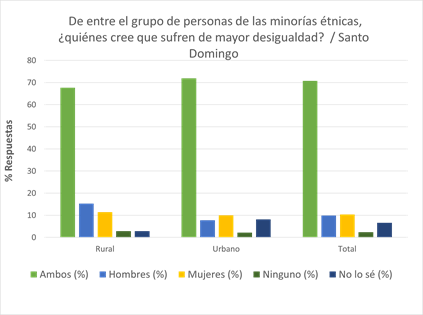 De entre el grupo de personas de las minorías étnicas,
¿quiénes cree que sufren de mayor desigualdad? / Santo
Domingo
% Respuestas
80
70
60
50
40
30
20
10
0
Rural Urbano Total
Ambos (%) Hombres (%) Mujeres (%) Ninguno (%) No lo sé (%)